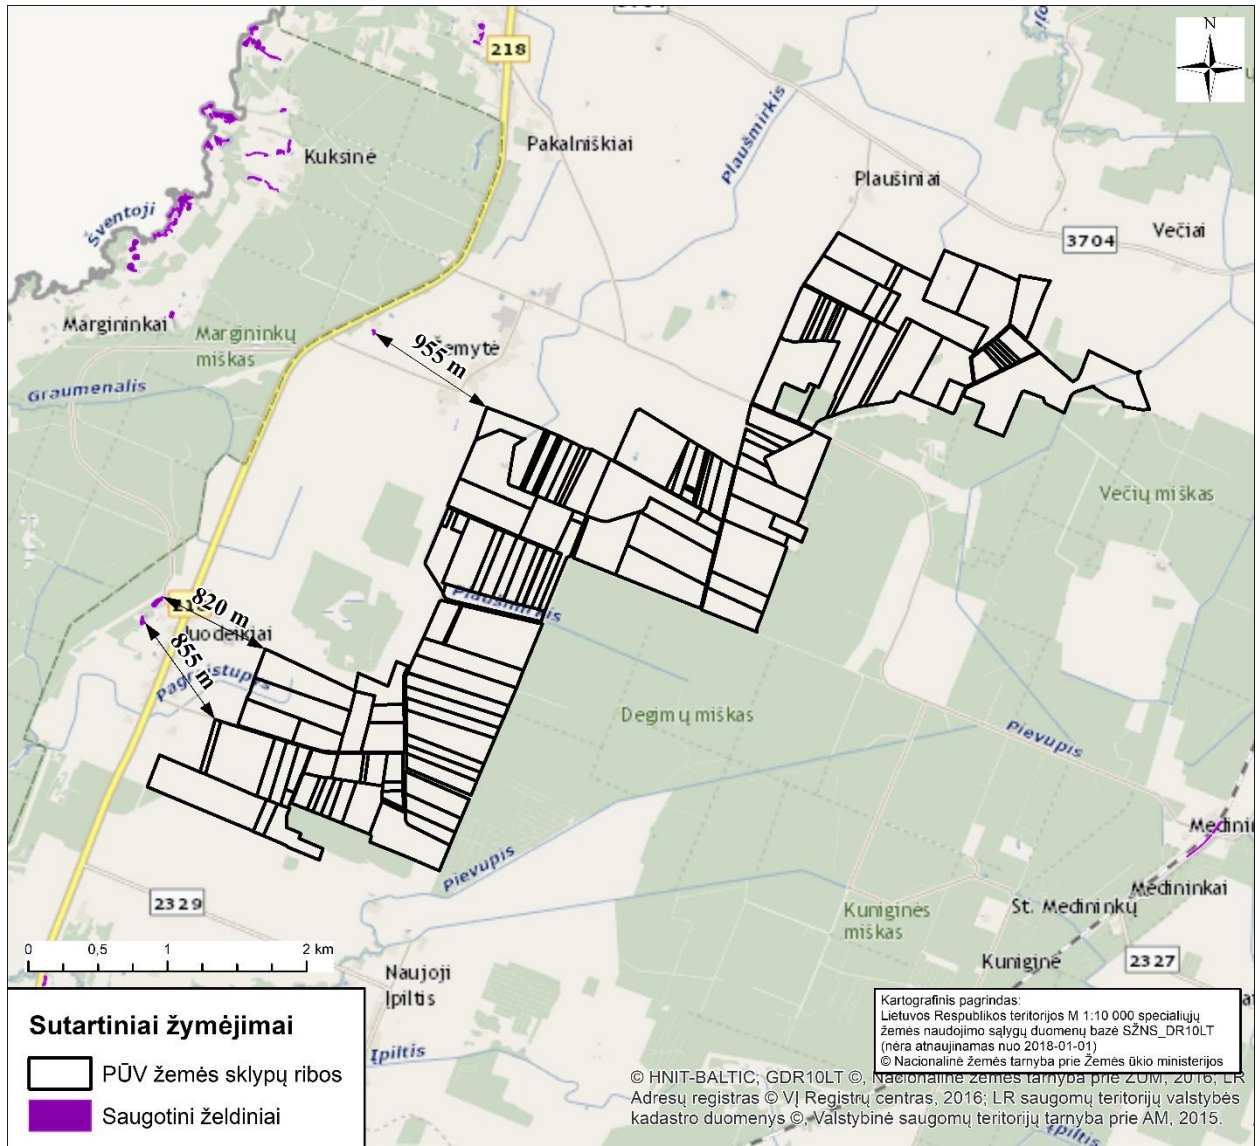 N
218
Pakalniškiai
Plaušmirkis
Kuksinė
Plaušiniai
Šventoji
3704
Večiai
Margininkai
Margininkų
miškas
955 m
Graumenalis
Večių miškas
820 m
855 m
Plaušmirkis
Degimų miškas
Pievupis
Pievupis
Medininkai
St. Medininkų
Kuniginės
miškas
Kuniginė
2329
2327
0 0,5 1 2 km
Naujoji
Įpiltis
Įpiltis
Įpiltis
Sutartiniai žymėjimai
PŪV žemės sklypų ribos
Saugotini želdiniai
Kartografinis pagrindas:
Lietuvos Respublikos teritorijos M 1:10 000 specialiųjų
žemės naudojimo sąlygų duomenų bazė SŽNS_DR10LT
(nėra atnaujinamas nuo 2018-01-01)
© Nacionalinė žemės tarnyba prie Žemės ūkio ministerijos
© HNIT-BALTIC; GDR10LT ©, Nacionalinė žemės tarnyba prie ŽŪM, 2016; LR
Adresų registras © VĮ Registrų centras, 2016; LR saugomų teritorijų valstybės
kadastro duomenys ©, Valstybinė saugomų teritorijų tarnyba prie AM, 2015.